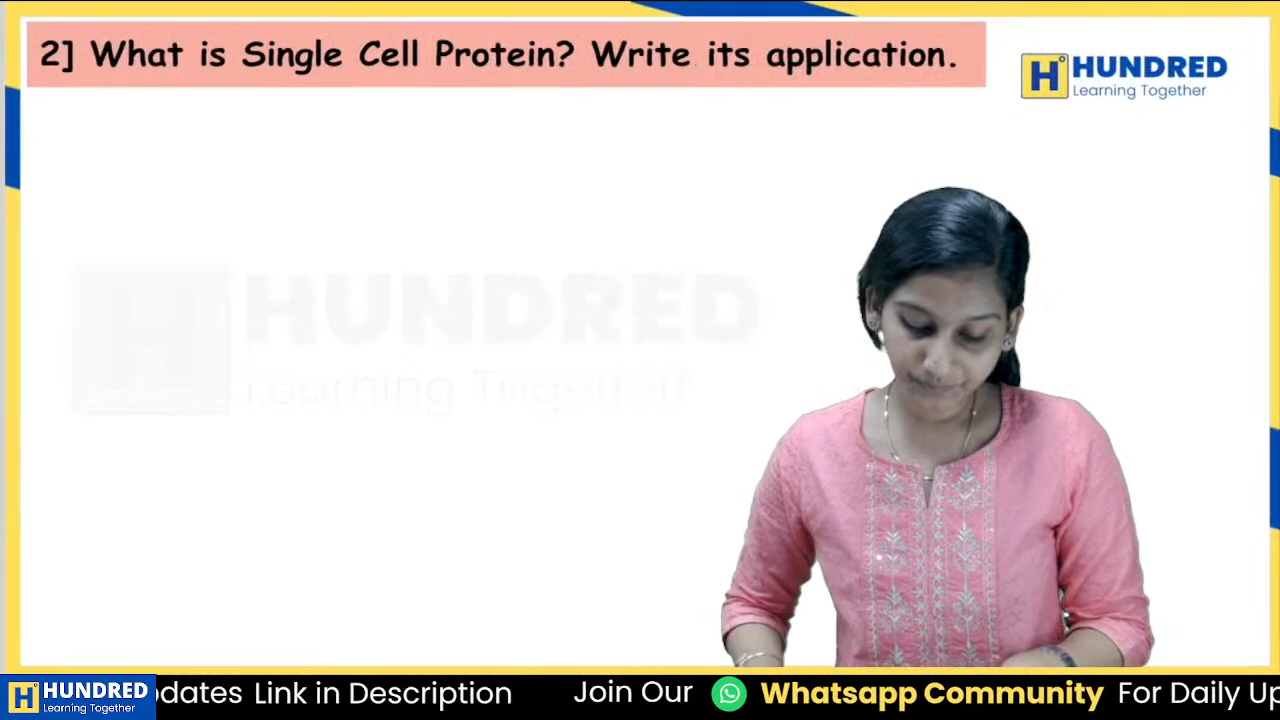 2] What is Single Cell Protein? Write its application.
HUNDRED
Learning Together
HUNDRED
Learning
HUNDRED
Learning Together
dates Link in Description Join Our Whatsapp Community For Daily Up